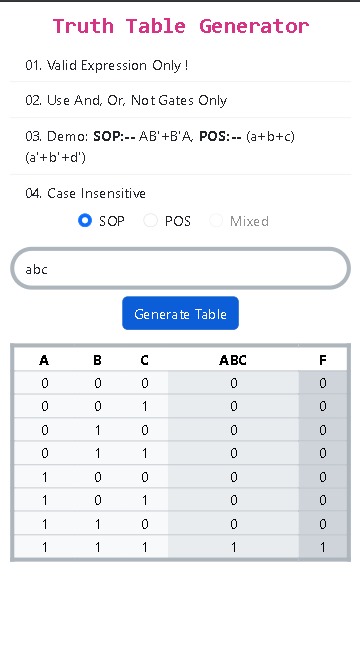 Truth Table Generator
01. Valid Expression Only !
02. Use And, Or, Not Gates Only
03. Demo: SOP:-- AB'+B'A, POS:-- (a+b+c)
(a'+b'+d')
04. Case Insensitive
SOP POS Mixed
abc
Generate Table
A B C ABC F
0 0 0 0 0
0 0 1 0 0
0 1 0 0 0
0 1 1 0 0
1 0 0 0 0
1 0 1 0 0
1 1 0 0 0
1 1 1 1 1